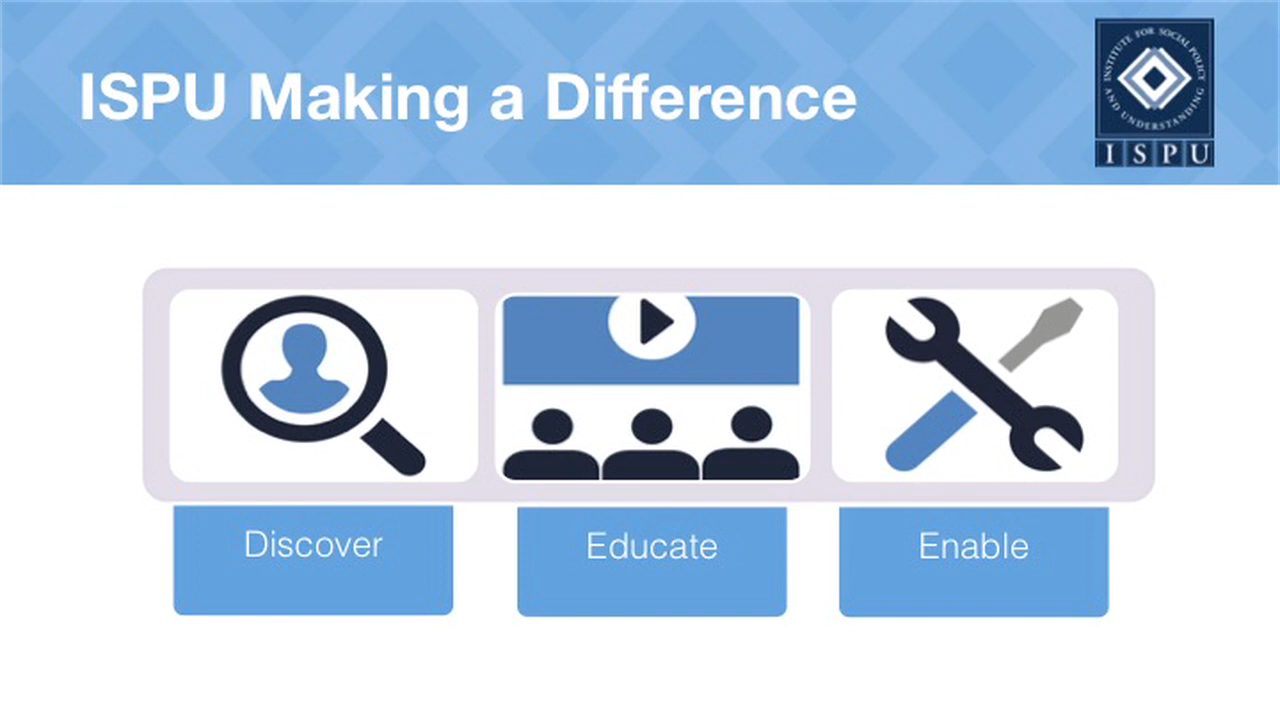 ISPU Making a Difference
INSTITUTE FOR SOCIAL POLICY
AND UNDERSTANDING
ISPU
Discover
Educate
Enable